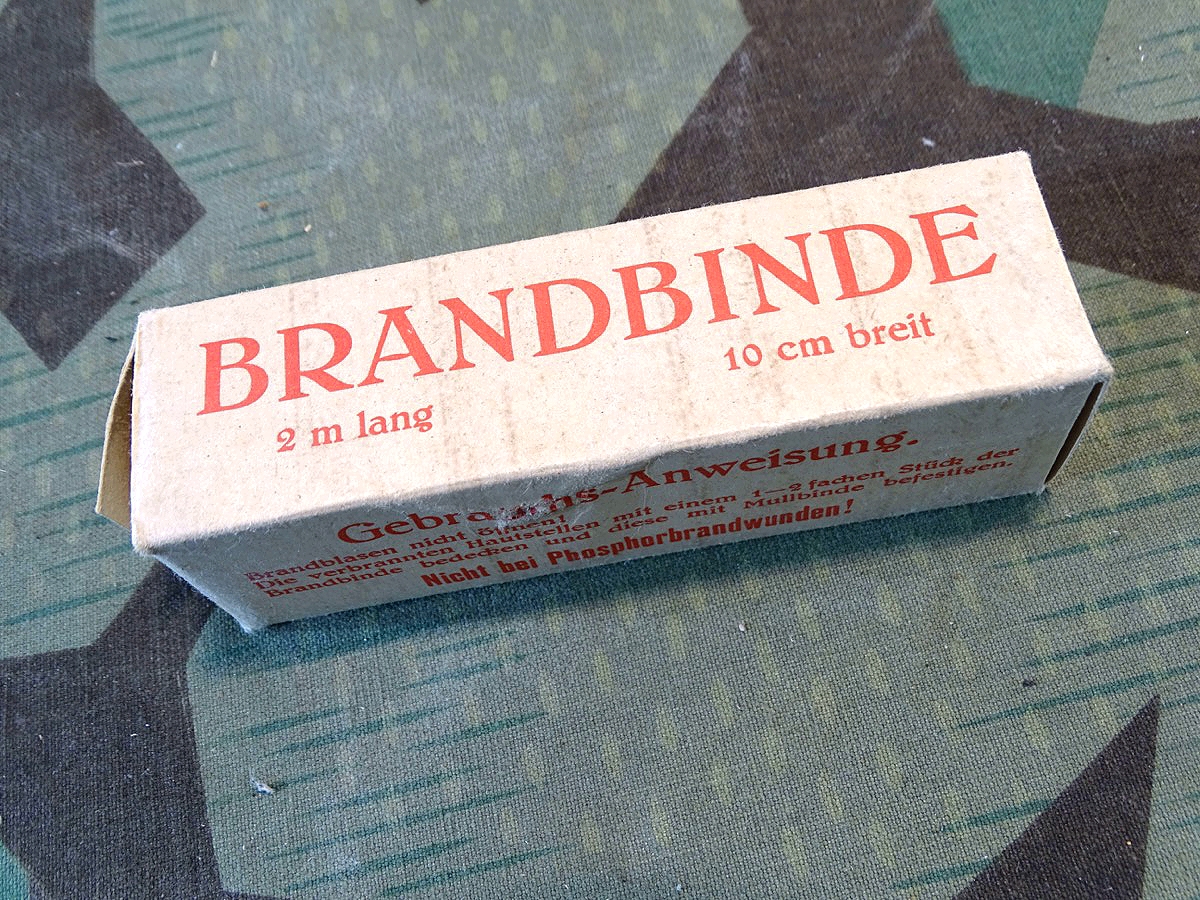 BRANDBINDE
2 m lang 10 cm breit
Gebrauchs-Anweisung.
Brandblasen nicht öffnen!
Die verbrannten Hautstellen mit einem 1—2 fachen Stück der
Brandbinde bedecken und diese mit Mullbinde befestigen.
Nicht bei Phosphorbrandwunden!